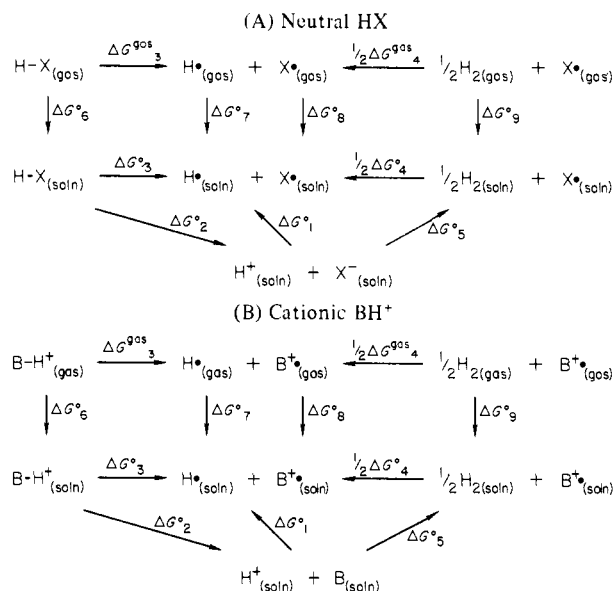 (A) Neutral HX
H-X(gas) ΔG^gas_3 H•(gas) + X•(gas) 1/2ΔG^gas_4 1/2H2(gas) + X•(gas)
ΔG°6 ΔG°7 ΔG°8 ΔG°9
H-X(soln) ΔG°3 H•(soln) + X•(soln) 1/2ΔG°4 1/2H2(soln) + X•(soln)
ΔG°2 ΔG°1 ΔG°5
H+(soln) + X−(soln)
(B) Cationic BH+
B-H+(gas) ΔG^gas_3 H•(gas) + B+•(gas) 1/2ΔG^gas_4 1/2H2(gas) + B+•(gas)
ΔG°6 ΔG°7 ΔG°8 ΔG°9
B-H+(soln) ΔG°3 H•(soln) + B+•(soln) 1/2ΔG°4 1/2H2(soln) + B+•(soln)
ΔG°2 ΔG°1 ΔG°5
H+(soln) + B(soln)